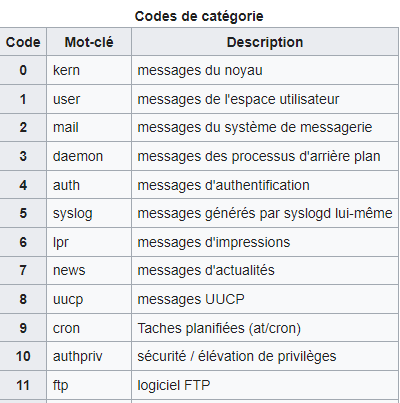 Codes de catégorie
Code Mot-clé Description
0 kern messages du noyau
1 user messages de l'espace utilisateur
2 mail messages du système de messagerie
3 daemon messages des processus d'arrière plan
4 auth messages d'authentification
5 syslog messages générés par syslogd lui-même
6 lpr messages d'impressions
7 news messages d'actualités
8 uucp messages UUCP
9 cron Taches planifiées (at/cron)
10 authpriv sécurité / élévation de privilèges
11 ftp logiciel FTP